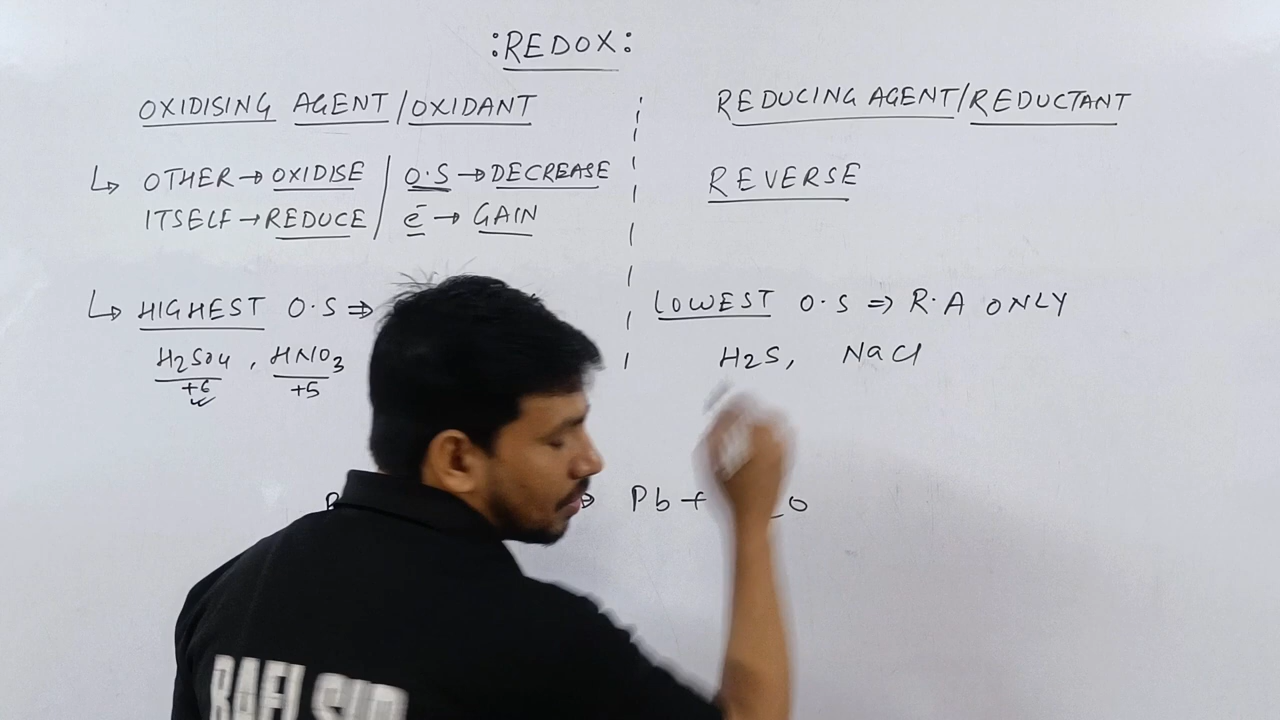 :REDOX:
OXIDISING AGENT/OXIDANT
↳ OTHER→OXIDISE / O.S→DECREASE
ITSELF→REDUCE / e⁻→GAIN
↳ HIGHEST O.S ⇒
H2SO4, HNO3
+6 +5
REDUCING AGENT/REDUCTANT
REVERSE
LOWEST O.S ⇒ R.A ONLY
H2S, NaCl
Pb +
O